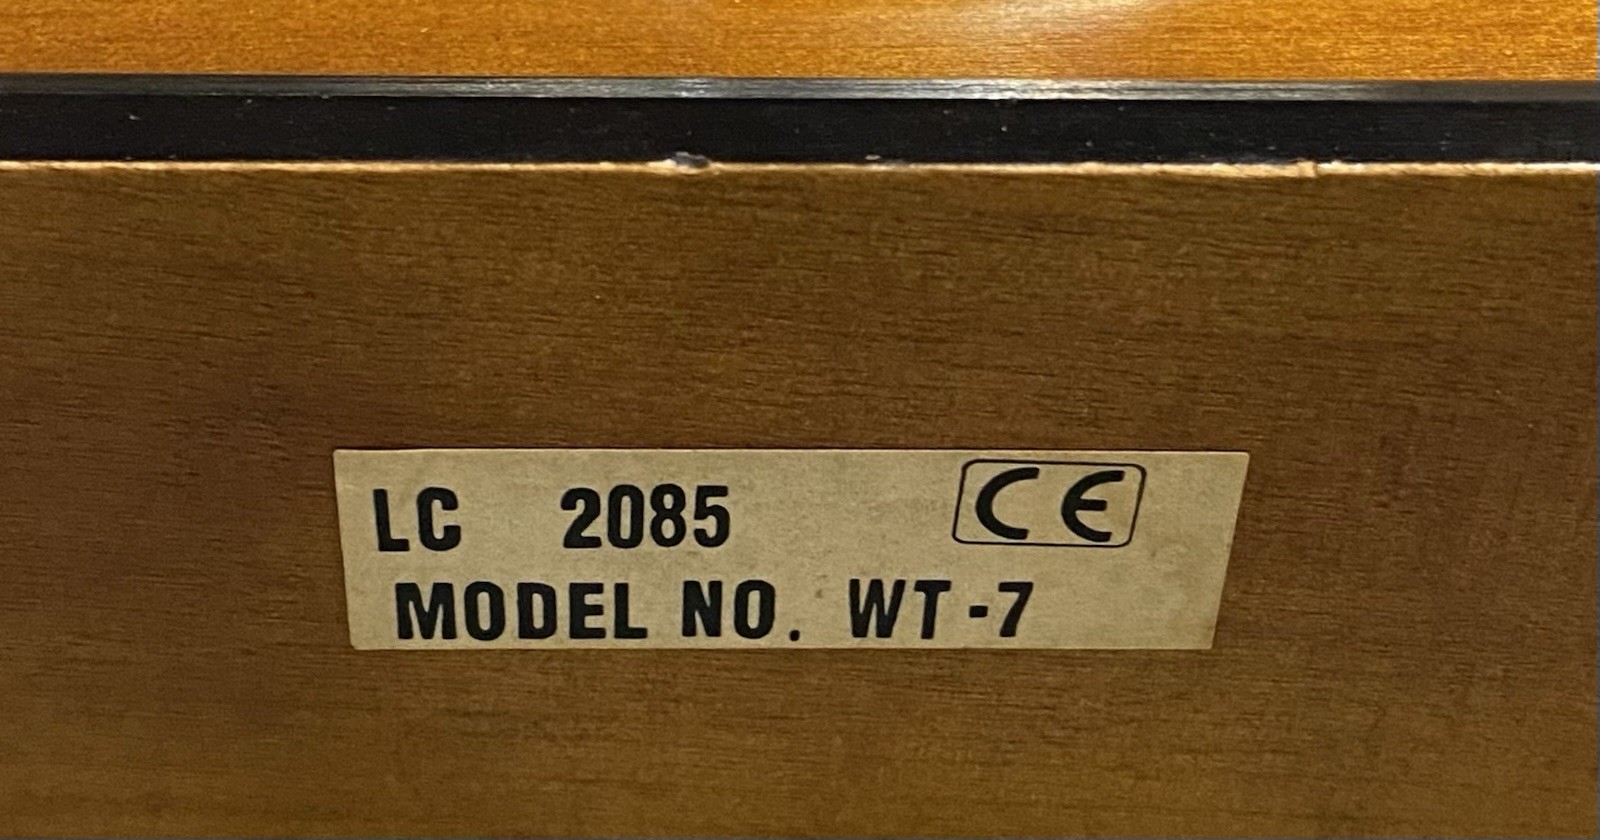 LC 2085 CE
MODEL NO. WT-7